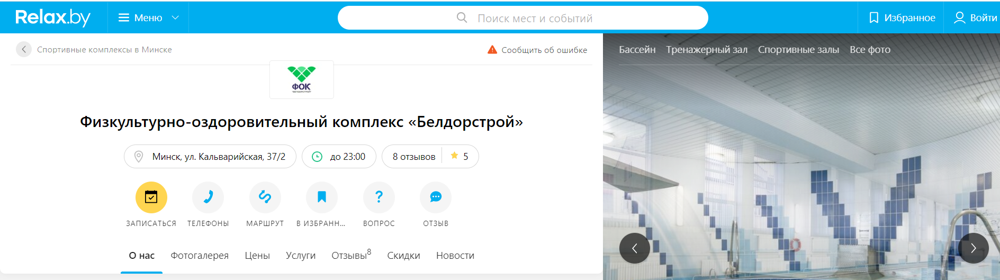 Relax.by
Меню
Поиск мест и событий
Избранное
Войти
Спортивные комплексы в Минске
Сообщить об ошибке
Бассейн Тренажерный зал Спортивные залы Все фото
ФОК
"БЕЛДОРСТРОЙ"
Физкультурно-оздоровительный комплекс «Белдорстрой»
Минск, ул. Кальварийская, 37/2
до 23:00
8 отзывов 5
ЗАПИСАТЬСЯ ТЕЛЕФОНЫ МАРШРУТ В ИЗБРАНН... ВОПРОС ОТЗЫВ
О нас Фотогалерея Цены Услуги Отзывы8 Скидки Новости